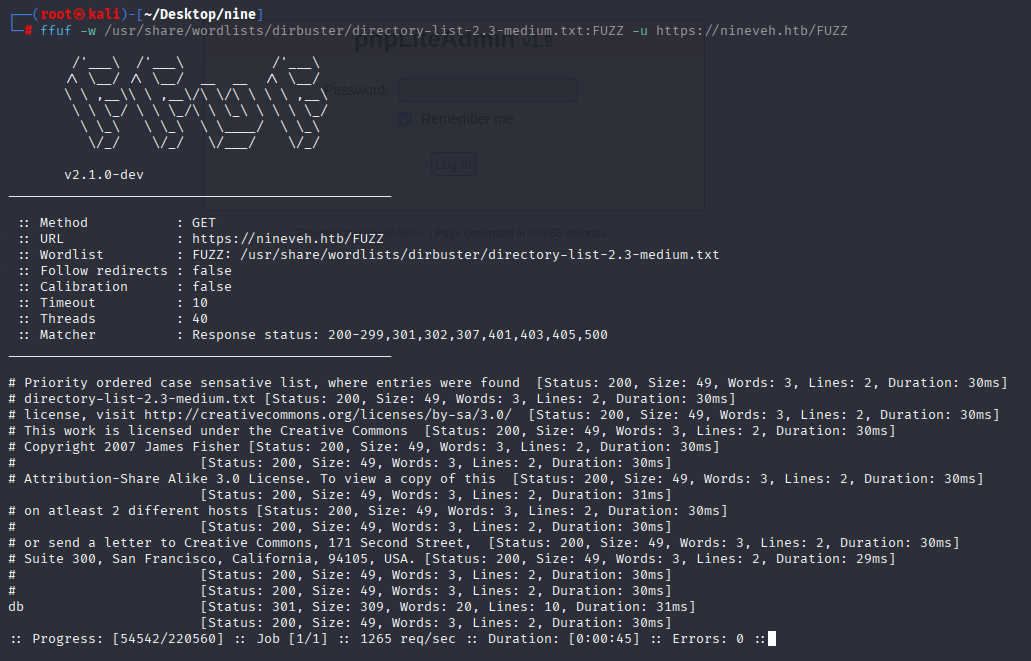 ┌──(root㉿kali)-[~/Desktop/nine]
└─# ffuf -w /usr/share/wordlists/dirbuster/directory-list-2.3-medium.txt:FUZZ -u https://nineveh.htb/FUZZ
phpLiteAdmin v1.9
Password:
Remember me
Log In
v2.1.0-dev
:: Method : GET
Page generated in 0.0086 seconds.
:: URL : https://nineveh.htb/FUZZ
:: Wordlist : FUZZ: /usr/share/wordlists/dirbuster/directory-list-2.3-medium.txt
:: Follow redirects : false
:: Calibration : false
:: Timeout : 10
:: Threads : 40
:: Matcher : Response status: 200-299,301,302,307,401,403,405,500
# Priority ordered case sensative list, where entries were found [Status: 200, Size: 49, Words: 3, Lines: 2, Duration: 30ms]
# directory-list-2.3-medium.txt [Status: 200, Size: 49, Words: 3, Lines: 2, Duration: 30ms]
# license, visit http://creativecommons.org/licenses/by-sa/3.0/ [Status: 200, Size: 49, Words: 3, Lines: 2, Duration: 30ms]
# This work is licensed under the Creative Commons [Status: 200, Size: 49, Words: 3, Lines: 2, Duration: 30ms]
# Copyright 2007 James Fisher [Status: 200, Size: 49, Words: 3, Lines: 2, Duration: 30ms]
# [Status: 200, Size: 49, Words: 3, Lines: 2, Duration: 30ms]
# Attribution-Share Alike 3.0 License. To view a copy of this [Status: 200, Size: 49, Words: 3, Lines: 2, Duration: 30ms]
[Status: 200, Size: 49, Words: 3, Lines: 2, Duration: 31ms]
# on atleast 2 different hosts [Status: 200, Size: 49, Words: 3, Lines: 2, Duration: 30ms]
# [Status: 200, Size: 49, Words: 3, Lines: 2, Duration: 30ms]
# or send a letter to Creative Commons, 171 Second Street, [Status: 200, Size: 49, Words: 3, Lines: 2, Duration: 30ms]
# Suite 300, San Francisco, California, 94105, USA. [Status: 200, Size: 49, Words: 3, Lines: 2, Duration: 29ms]
# [Status: 200, Size: 49, Words: 3, Lines: 2, Duration: 30ms]
# [Status: 200, Size: 49, Words: 3, Lines: 2, Duration: 30ms]
db [Status: 301, Size: 309, Words: 20, Lines: 10, Duration: 31ms]
[Status: 200, Size: 49, Words: 3, Lines: 2, Duration: 30ms]
:: Progress: [54542/220560] :: Job [1/1] :: 1265 req/sec :: Duration: [0:00:45] :: Errors: 0 ::